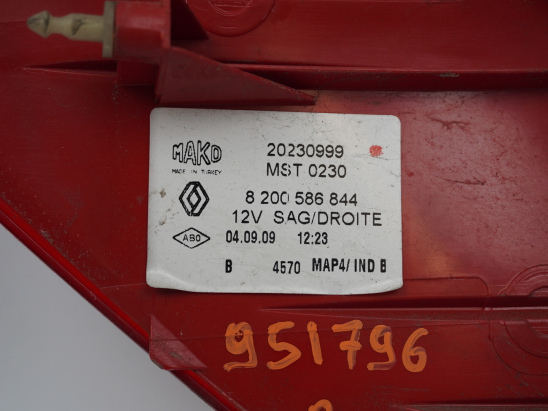 MAKO 20230999
MADE IN TURKEY MST 0230
8 200 586 844
12V SAG/DROITE
ABO 04.09.09 12:23
B 4570 MAP4/ IND B
951796